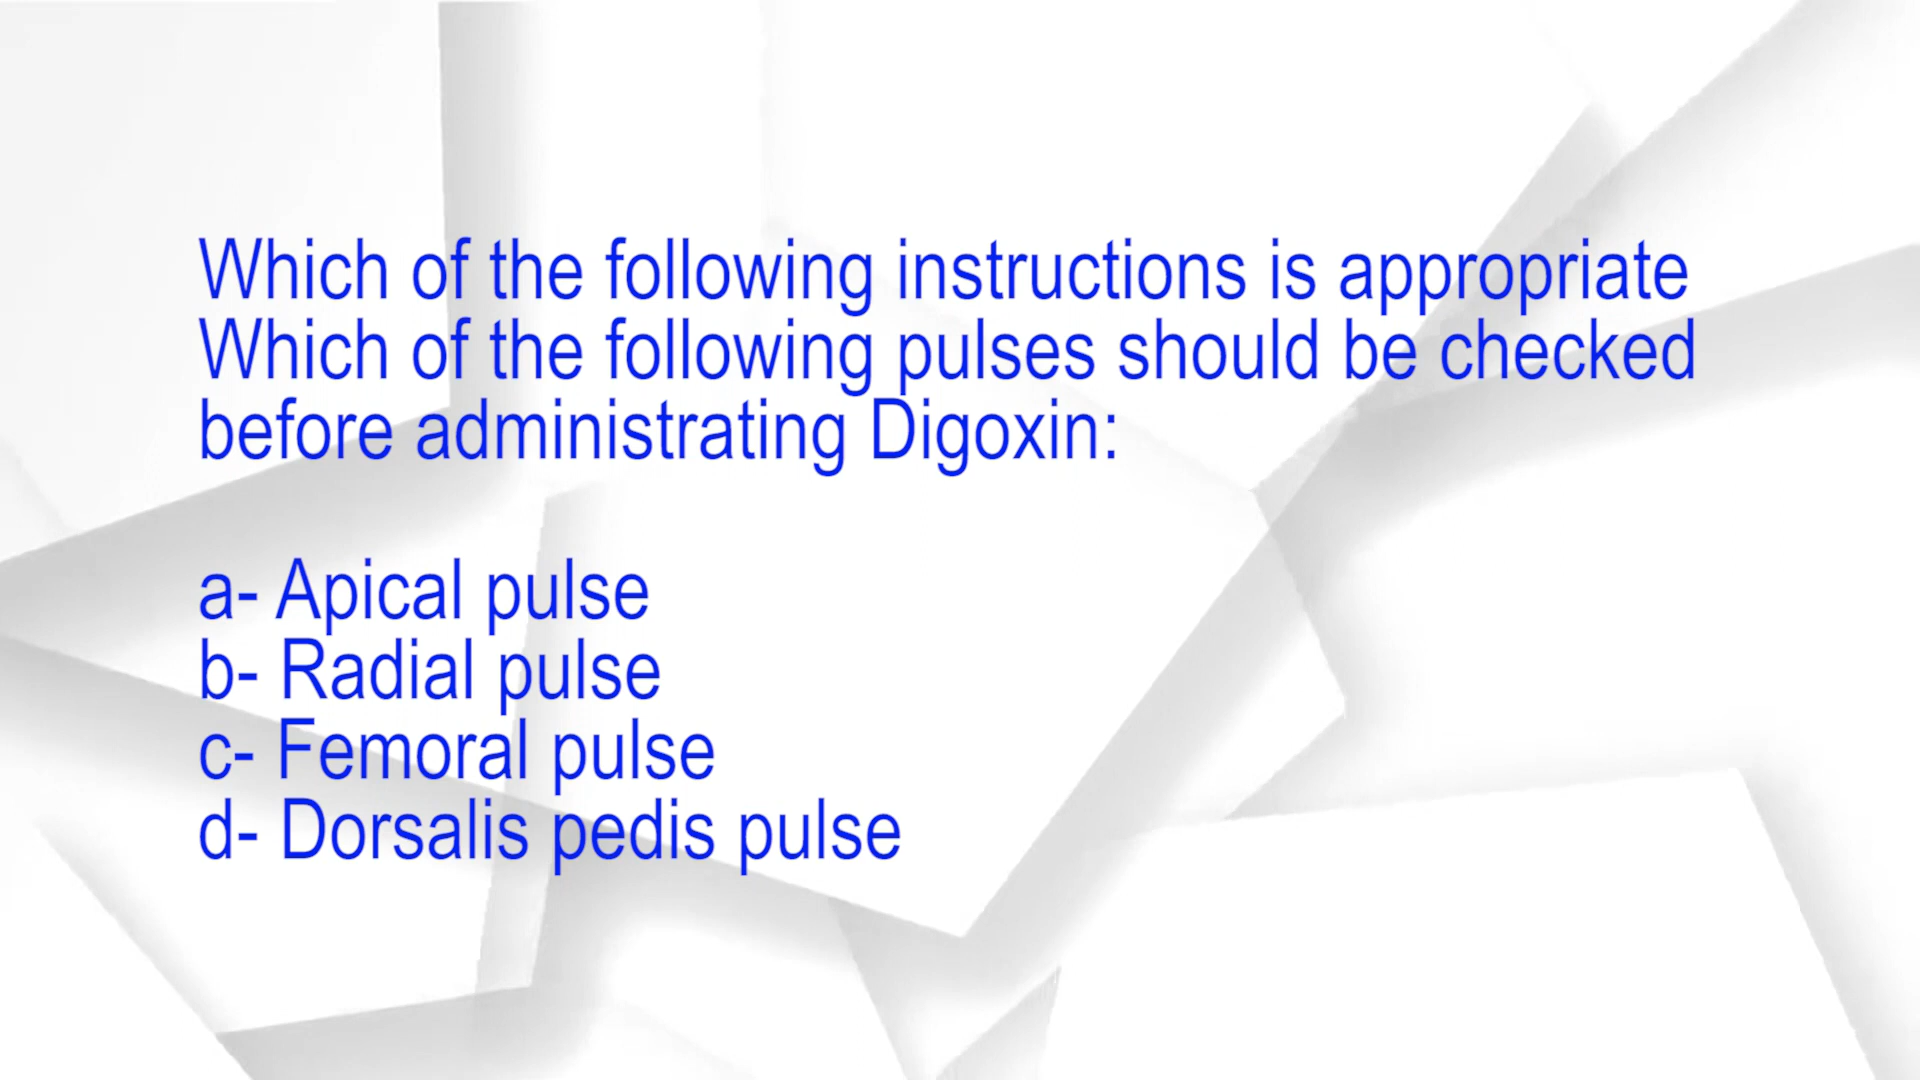 Which of the following instructions is appropriate
Which of the following pulses should be checked
before administrating Digoxin:
a- Apical pulse
b- Radial pulse
c- Femoral pulse
d- Dorsalis pedis pulse